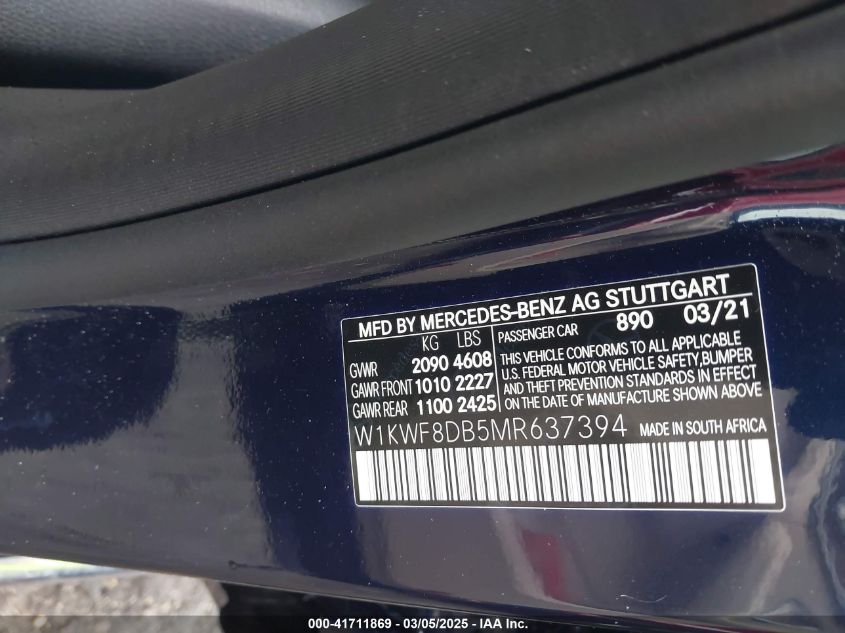 MFD BY MERCEDES-BENZ AG STUTTGART
KG LBS
GVWR 2090 4608
GAWR FRONT 1010 2227
GAWR REAR 1100 2425
PASSENGER CAR 890 03/21
THIS VEHICLE CONFORMS TO ALL APPLICABLE
U.S. FEDERAL MOTOR VEHICLE SAFETY,BUMPER
AND THEFT PREVENTION STANDARDS IN EFFECT
ON THE DATE OF MANUFACTURE SHOWN ABOVE
W1KWF8DB5MR637394 MADE IN SOUTH AFRICA
000-41711869 | 03/05/2025 - IAAI.com